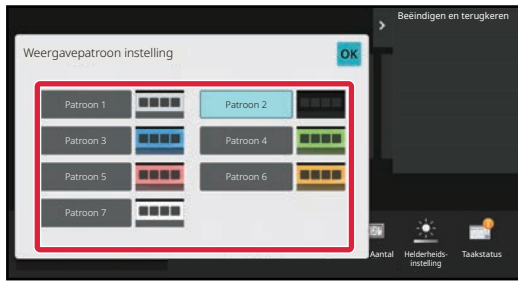 Beëindigen en terugkeren
Weergavepatroon instelling
OK
Patroon 1
Patroon 2
Patroon 3
Patroon 4
Patroon 5
Patroon 6
Patroon 7
Aantal
Helderheids-
instelling
Taakstatus